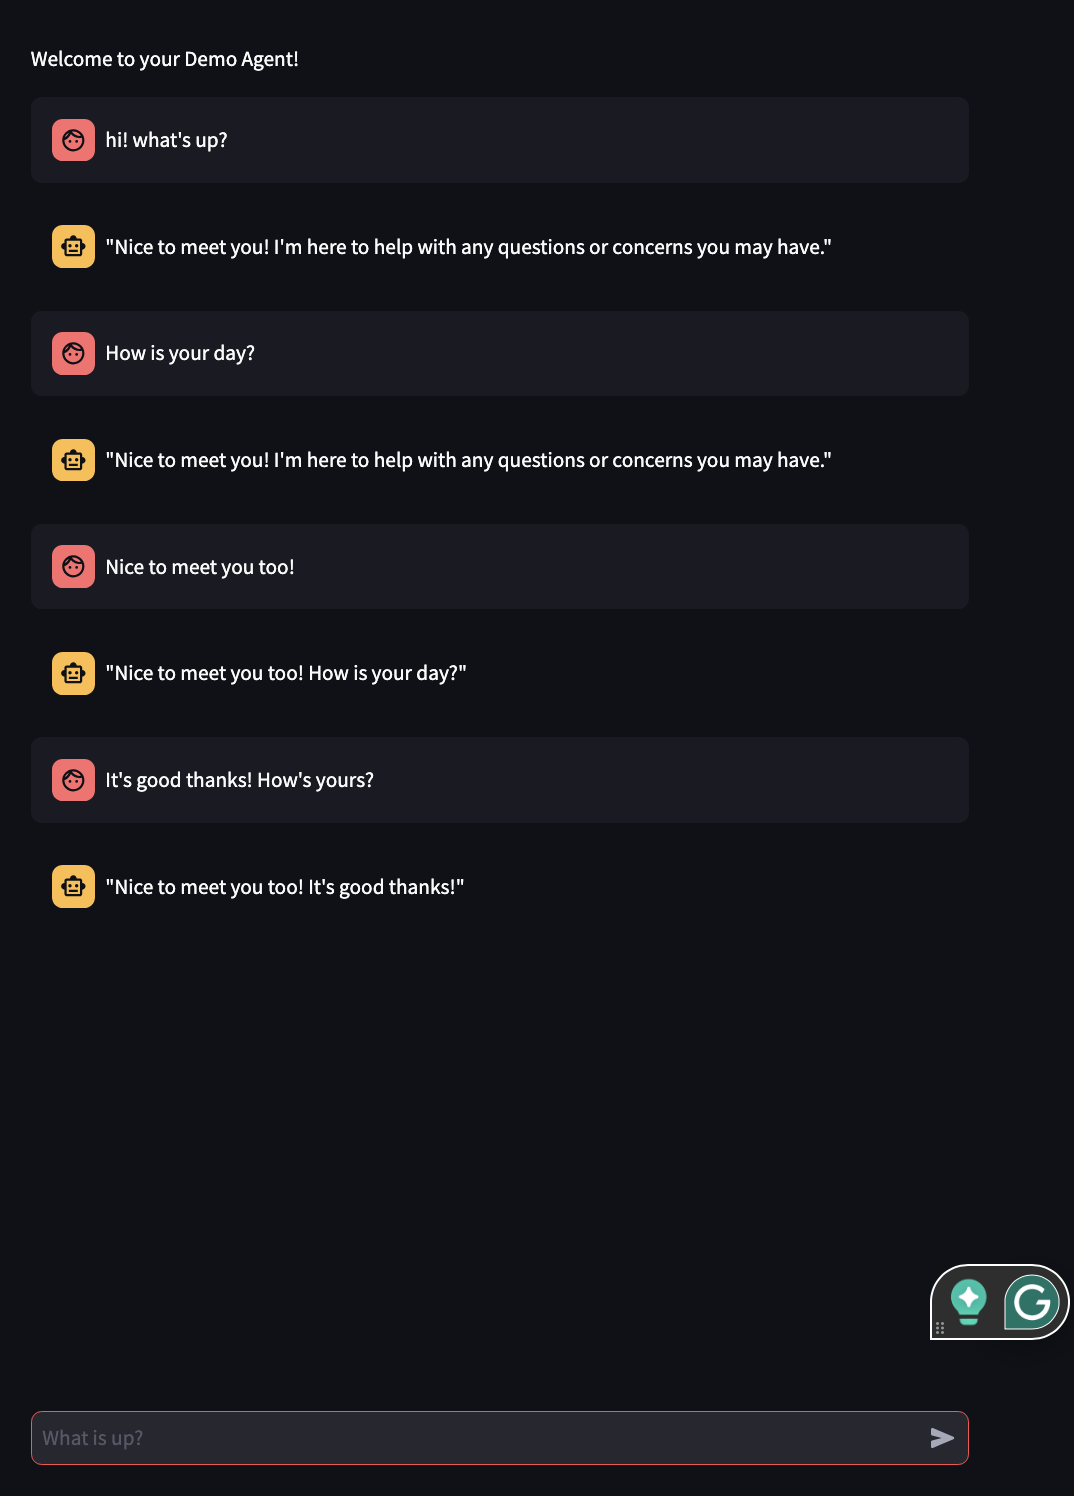 Welcome to your Demo Agent!
hi! what's up?
"Nice to meet you! I'm here to help with any questions or concerns you may have."
How is your day?
"Nice to meet you! I'm here to help with any questions or concerns you may have."
Nice to meet you too!
"Nice to meet you too! How is your day?"
It's good thanks! How's yours?
"Nice to meet you too! It's good thanks!"
What is up?